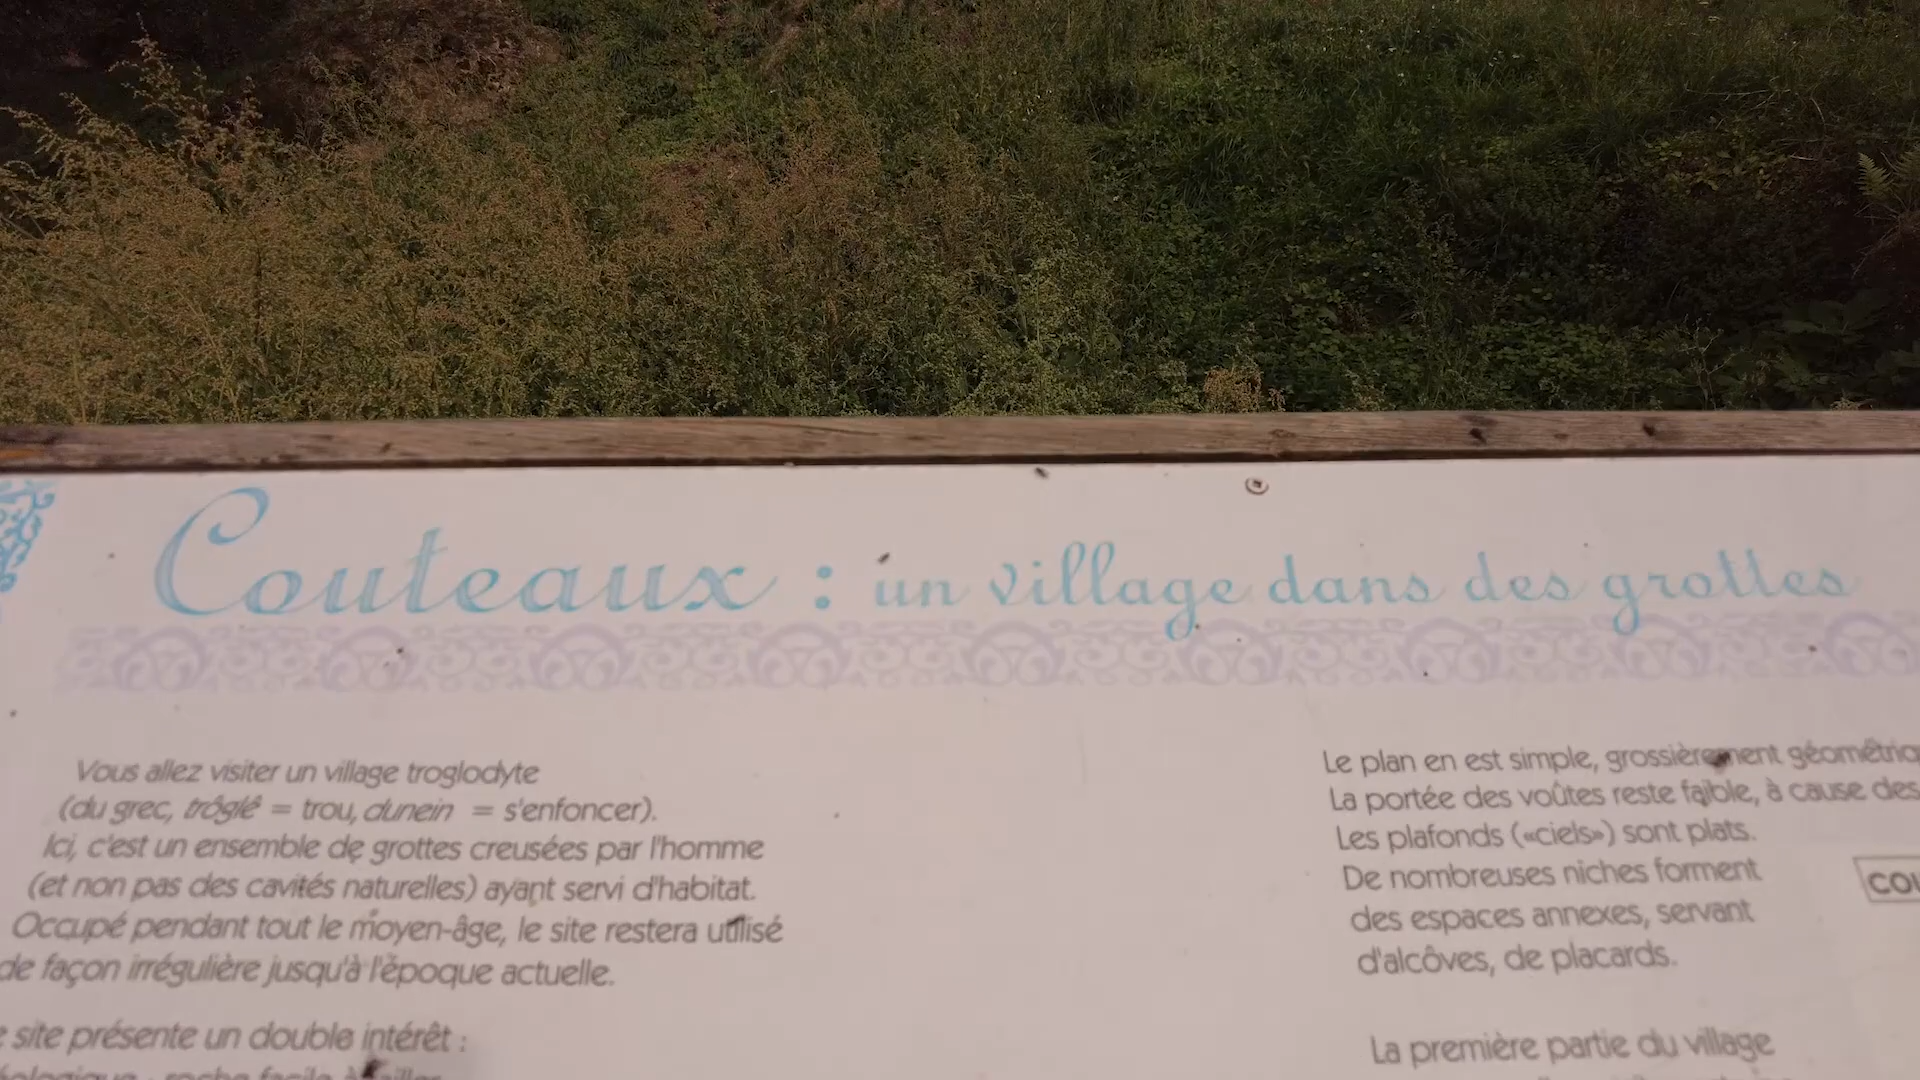 Couteaux : un village dans des grottes
Vous allez visiter un village troglodyte
(du grec, trôglê = trou, dunein = s'enfoncer).
Ici, c'est un ensemble de grottes creusées par l'homme
(et non pas des cavités naturelles) ayant servi d'habitat.
Occupé pendant tout le moyen-âge, le site restera utilisé
de façon irrégulière jusqu'à l'époque actuelle.
site présente un double intérêt :
roche facile à
Le plan en est simple, grossièrement géométriq
La portée des voûtes reste faible, à cause des
Les plafonds («ciels») sont plats.
De nombreuses niches forment
des espaces annexes, servant
d'alcôves, de placards.
La première partie du village
COU